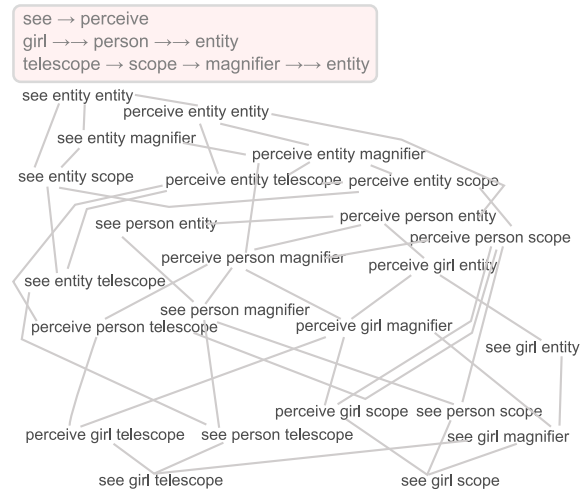 see → perceive
girl →→ person →→ entity
telescope → scope → magnifier →→ entity
see entity entity
perceive entity entity
see entity magnifier
perceive entity magnifier
see entity scope
perceive entity telescope
perceive entity scope
see person entity
perceive person entity
perceive person scope
perceive person magnifier
perceive girl entity
see entity telescope
see person magnifier
perceive person telescope
perceive girl magnifier
see girl entity
perceive girl scope
see person scope
perceive girl telescope
see person telescope
see girl magnifier
see girl telescope
see girl scope